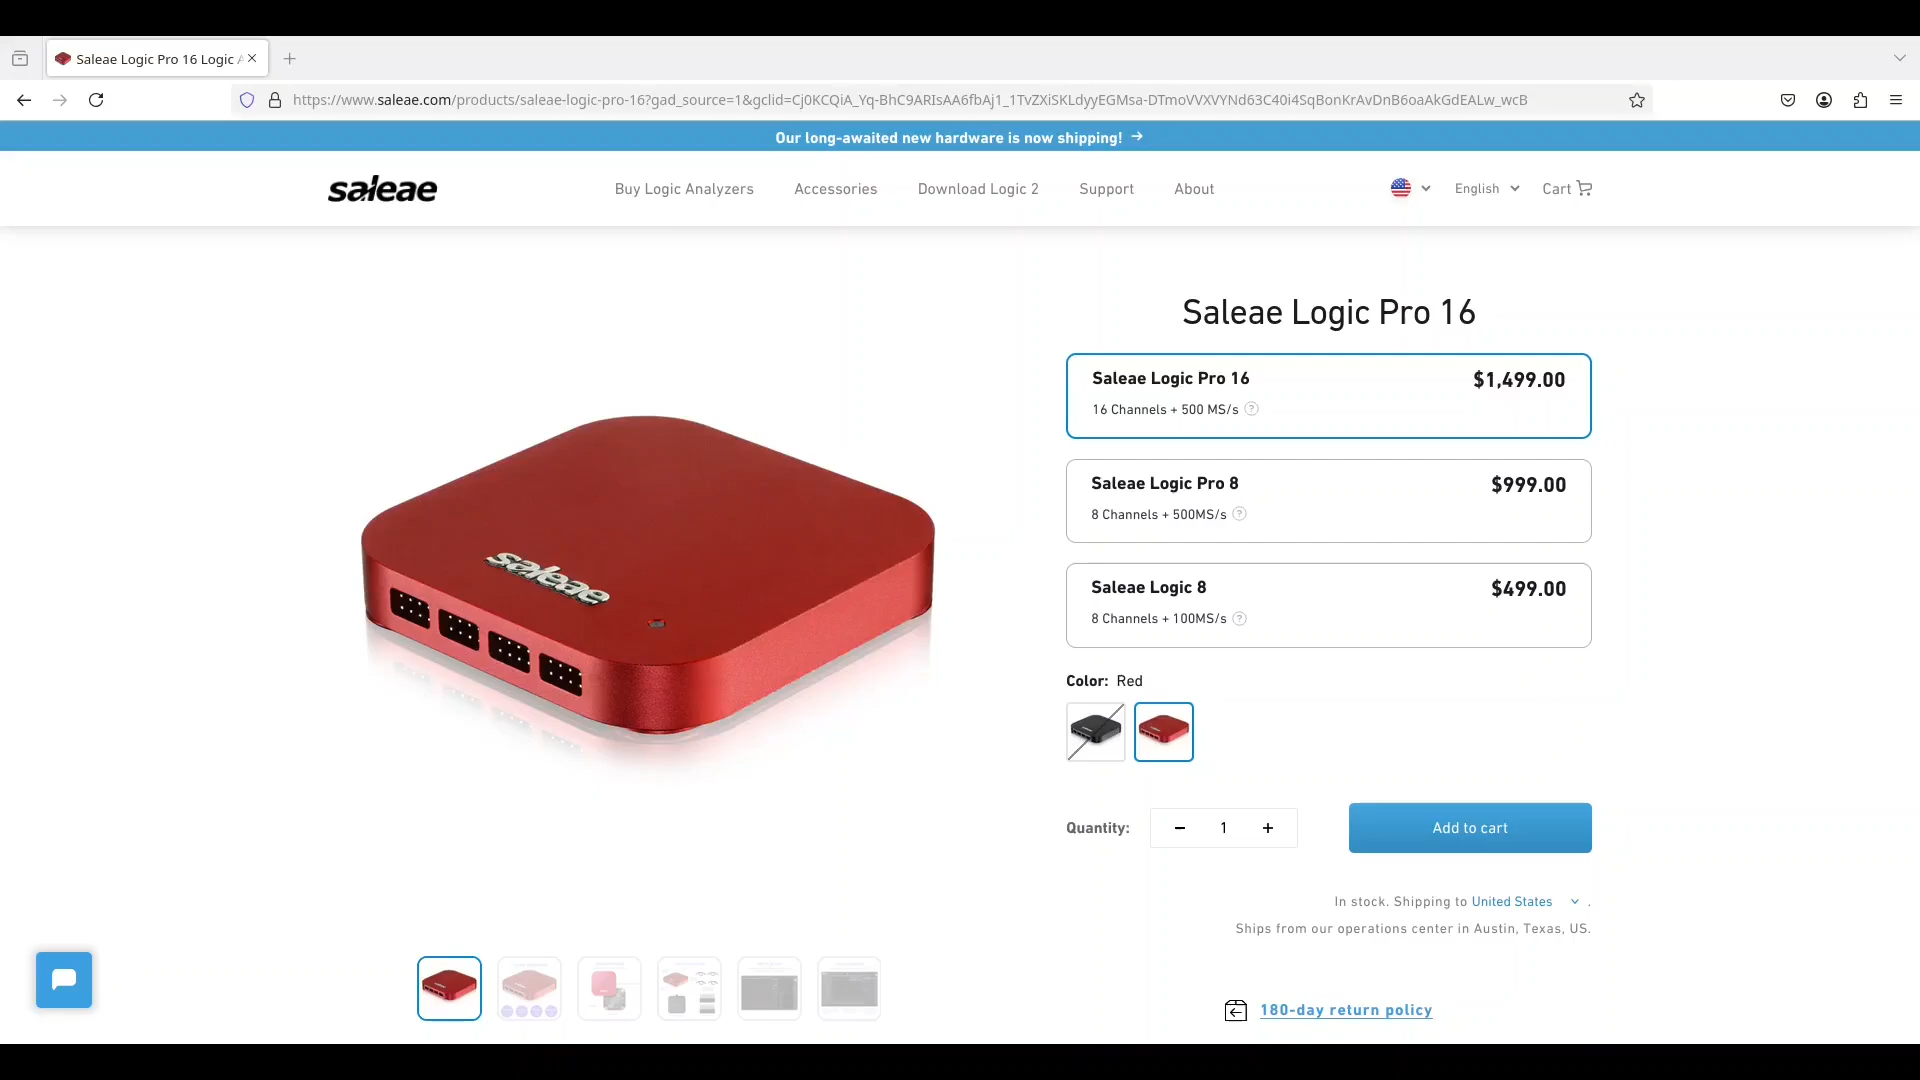 Saleae Logic Pro 16 Logic A
https://www.saleae.com/products/saleae-logic-pro-16?gad_source=1&gclid=Cj0KCQiA_Yq-BhC9ARIsAA6fbAj1_1TvZXiSKLdyyEGMsa-DTmoVVXVYNd63C40i4SqBonKrAvDnB6oaAkGdEALw_wcB
Our long-awaited new hardware is now shipping! →
saleae
Buy Logic Analyzers
Accessories
Download Logic 2
Support
About
English
Cart
Saleae Logic Pro 16
Saleae Logic Pro 16
$1,499.00
16 Channels + 500 MS/s ?
Saleae Logic Pro 8
$999.00
8 Channels + 500MS/s ?
Saleae Logic 8
$499.00
8 Channels + 100MS/s ?
saleae
Color: Red
Quantity:
− 1 +
Add to cart
In stock. Shipping to United States .
Ships from our operations center in Austin, Texas, US.
180-day return policy